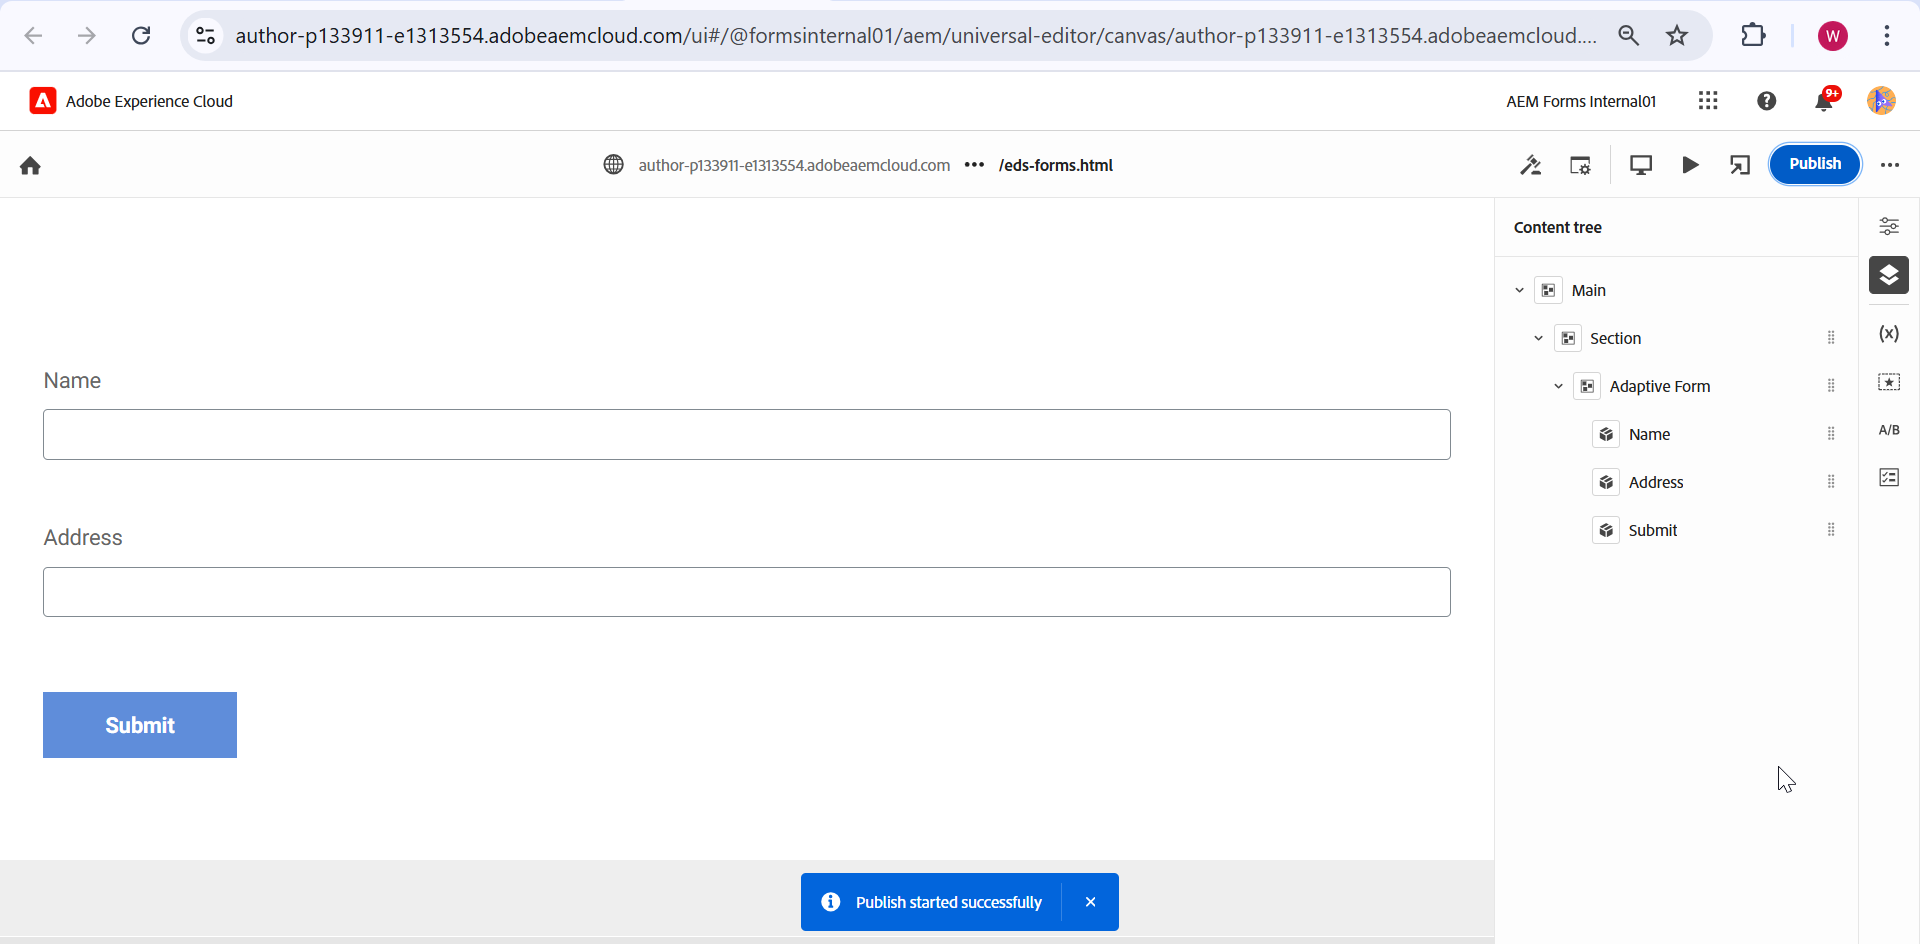 author-p133911-e1313554.adobeaemcloud.com/ui#/@formsinternal01/aem/universal-editor/canvas/author-p133911-e1313554.adobeaemcloud....
W
Adobe Experience Cloud
AEM Forms Internal01
9+
author-p133911-e1313554.adobeaemcloud.com ••• /eds-forms.html
Publish
Content tree
Main
Section
Adaptive Form
Name
Address
Submit
(x)
A/B
Name
Address
Submit
Publish started successfully